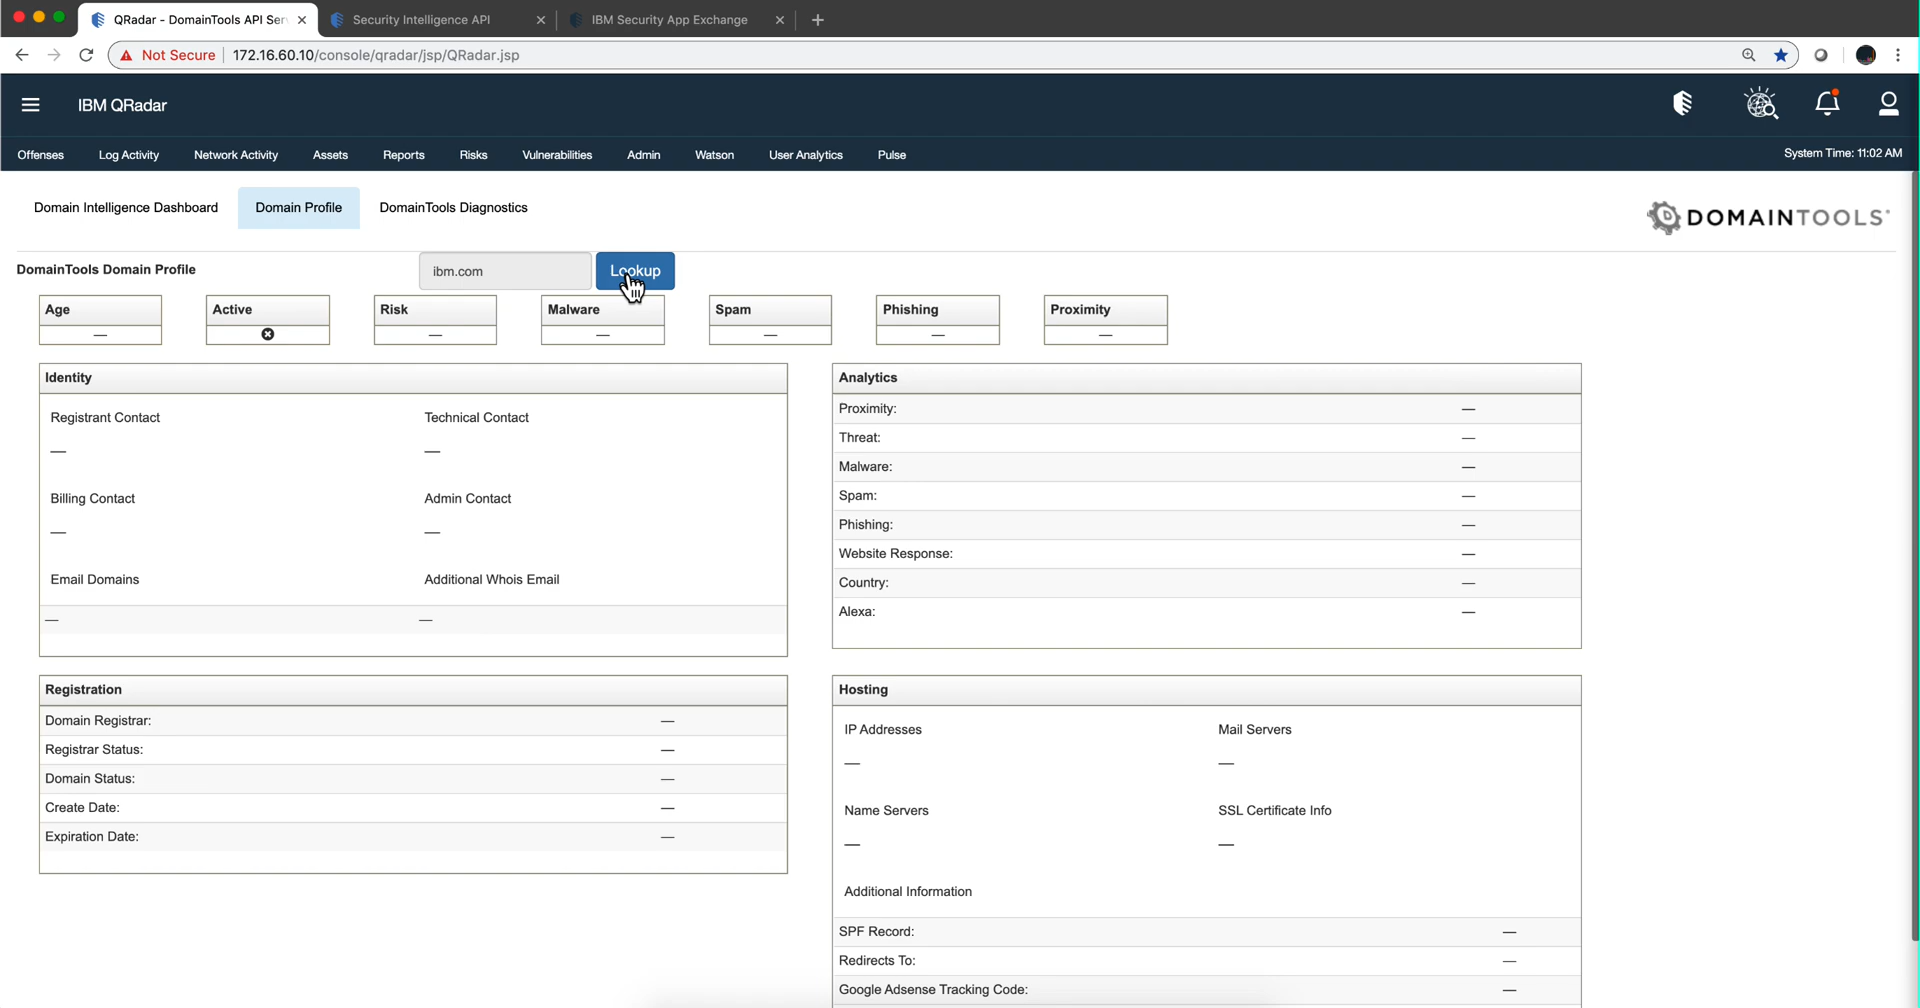 QRadar - DomainTools API Ser
Security Intelligence API
IBM Security App Exchange
Not Secure
172.16.60.10/console/qradar/jsp/QRadar.jsp
IBM QRadar
Offenses
Log Activity
Network Activity
Assets
Reports
Risks
Vulnerabilities
Admin
Watson
User Analytics
Pulse
System Time: 11:02 AM
Domain Intelligence Dashboard
Domain Profile
DomainTools Diagnostics
DOMAINTOOLS®
DomainTools Domain Profile
ibm.com
Lookup
Age
Active
Risk
Malware
Spam
Phishing
Proximity
—
—
—
—
—
—
Identity
Registrant Contact
Technical Contact
—
—
Billing Contact
Admin Contact
—
—
Email Domains
Additional Whois Email
—
—
Analytics
Proximity: —
Threat: —
Malware: —
Spam: —
Phishing: —
Website Response: —
Country: —
Alexa: —
Registration
Domain Registrar: —
Registrar Status: —
Domain Status: —
Create Date: —
Expiration Date: —
Hosting
IP Addresses
Mail Servers
—
—
Name Servers
SSL Certificate Info
—
—
Additional Information
SPF Record: —
Redirects To: —
Google Adsense Tracking Code: —